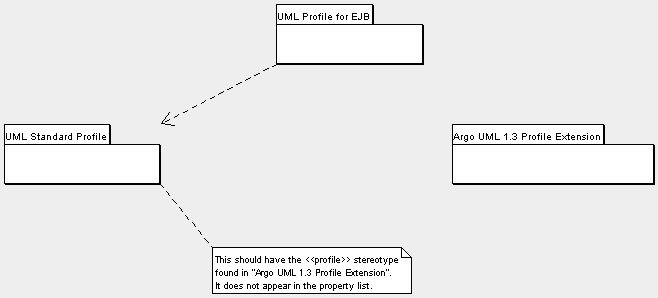 UML Profile for EJB
UML Standard Profile
Argo UML 1.3 Profile Extension
This should have the <<profile>> stereotype
found in "Argo UML 1.3 Profile Extension".
It does not appear in the property list.